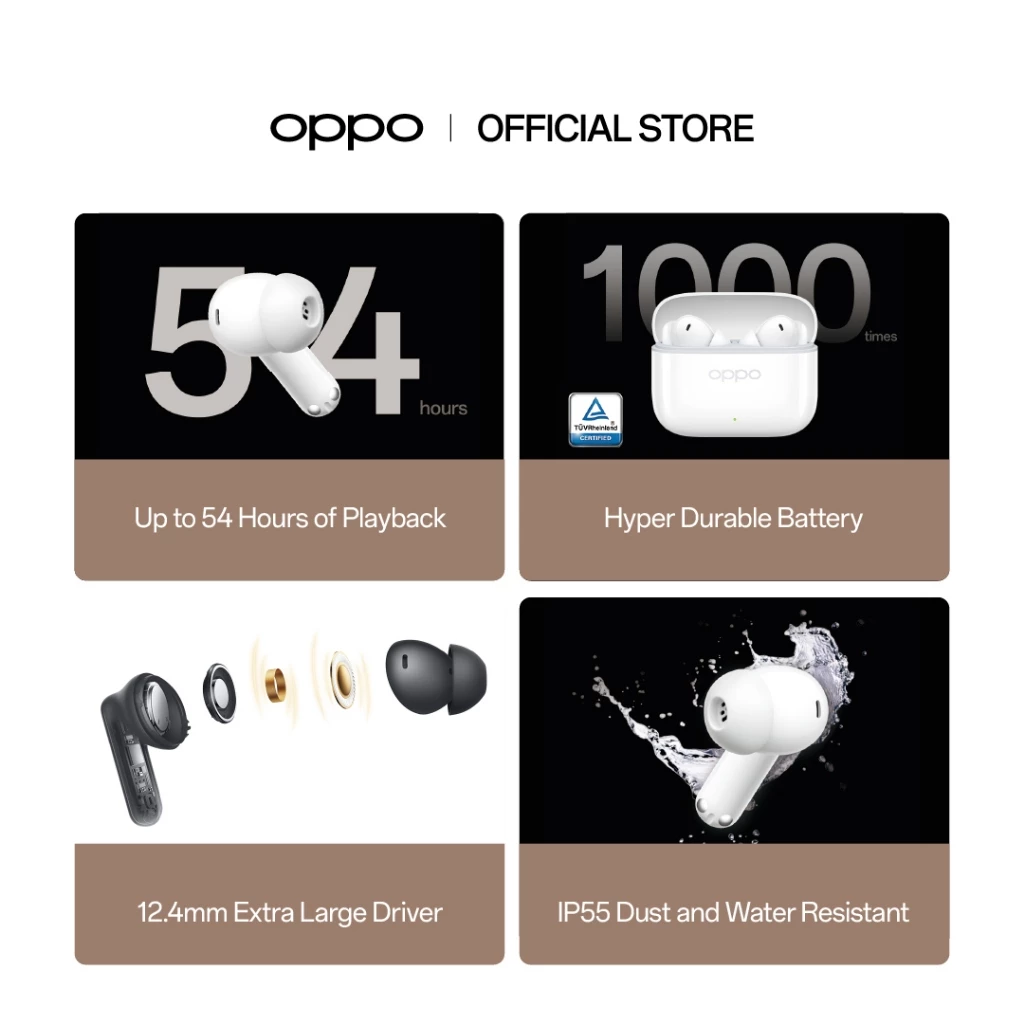 oppo | OFFICIAL STORE
54 hours
Up to 54 Hours of Playback
1000 times
oppo
TÜVRheinland®
CERTIFIED
Hyper Durable Battery
12.4mm Extra Large Driver
IP55 Dust and Water Resistant